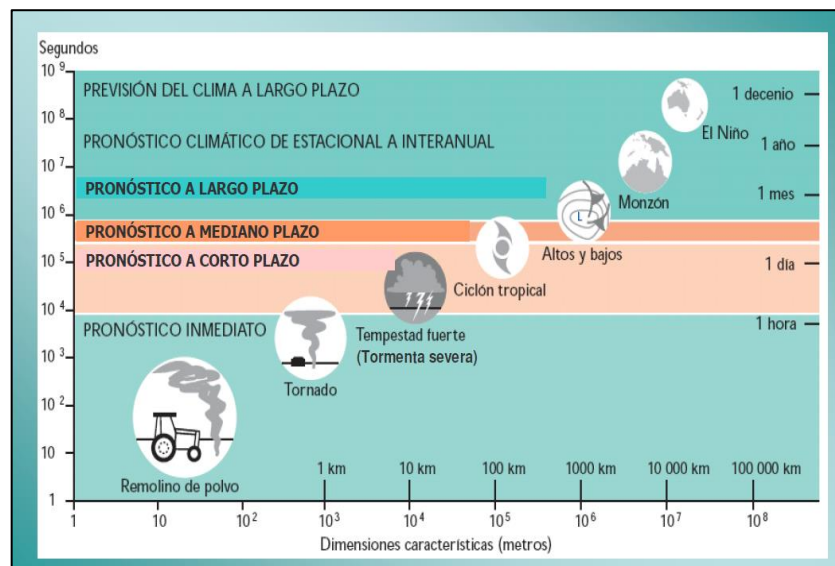 Segundos
10⁹
PREVISIÓN DEL CLIMA A LARGO PLAZO
1 decenio
10⁸
El Niño
PRONÓSTICO CLIMÁTICO DE ESTACIONAL A INTERANUAL
1 año
10⁷
PRONÓSTICO A LARGO PLAZO
1 mes
Monzón
10⁶
L
PRONÓSTICO A MEDIANO PLAZO
Altos y bajos
10⁵
PRONÓSTICO A CORTO PLAZO
1 día
Ciclón tropical
10⁴
PRONÓSTICO INMEDIATO
Tempestad fuerte
(Tormenta severa)
1 hora
10³
Tornado
10²
10
1 km
10 km
100 km
1000 km
10 000 km
100 000 km
Remolino de polvo
1
1
10
10²
10³
10⁴
10⁵
10⁶
10⁷
10⁸
Dimensiones características (metros)